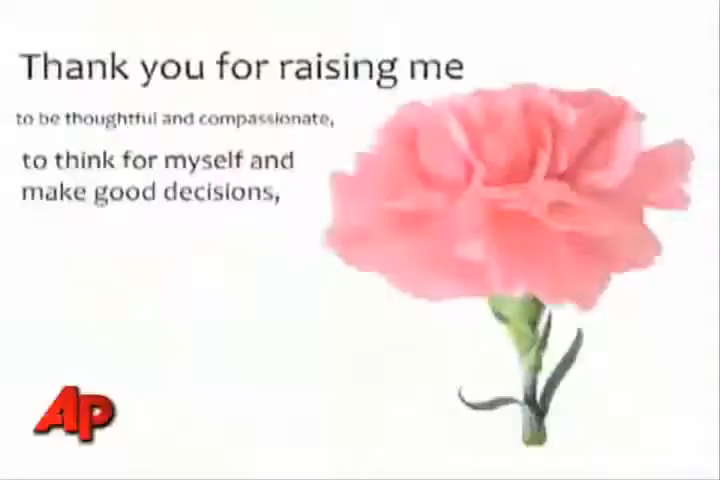 Thank you for raising me
to be thoughtful and compassionate,
to think for myself and
make good decisions,
AP